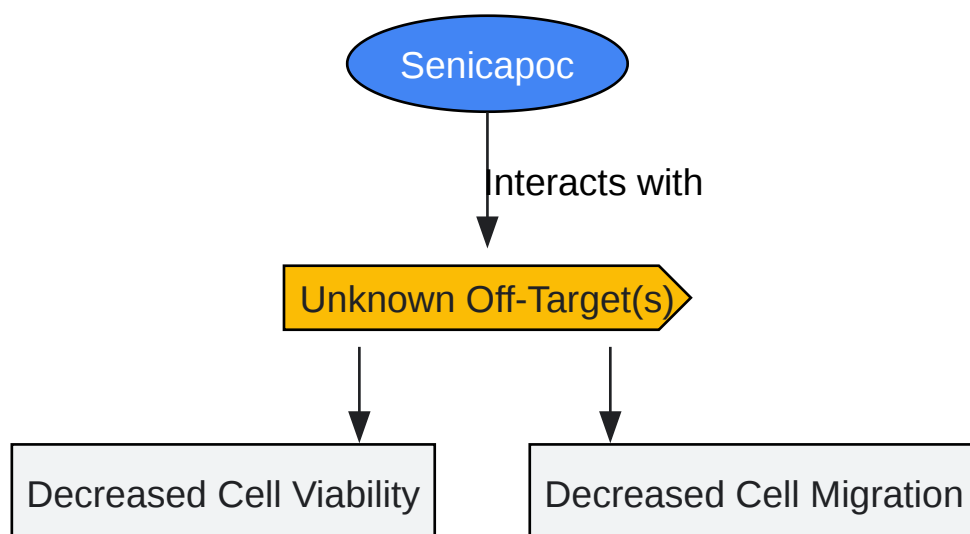 Senicapoc
Interacts with
Unknown Off-Target(s)
Decreased Cell Viability
Decreased Cell Migration